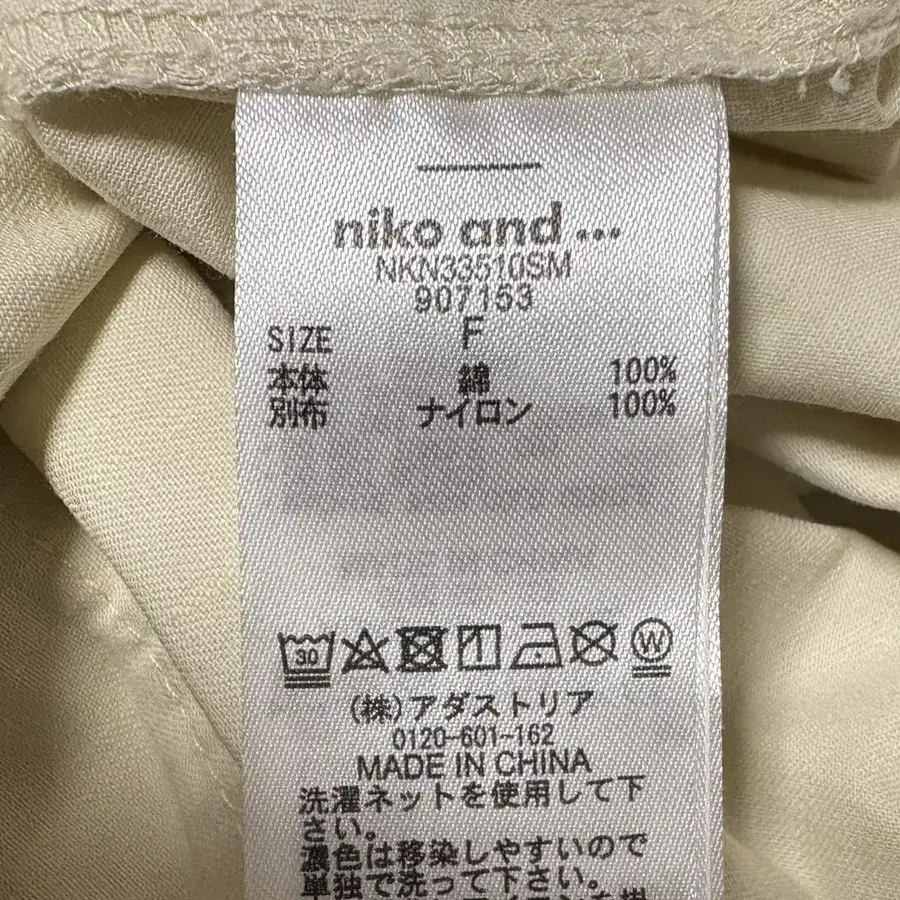 niko and ...
NKN33510SM
907153
SIZE F
本体 綿 100%
別布 ナイロン 100%
30
W
(株)アダストリア
0120-601-162
MADE IN CHINA
洗濯ネットを使用して下
さい。
濃色は移染しやすいので
単独で洗って下さい。